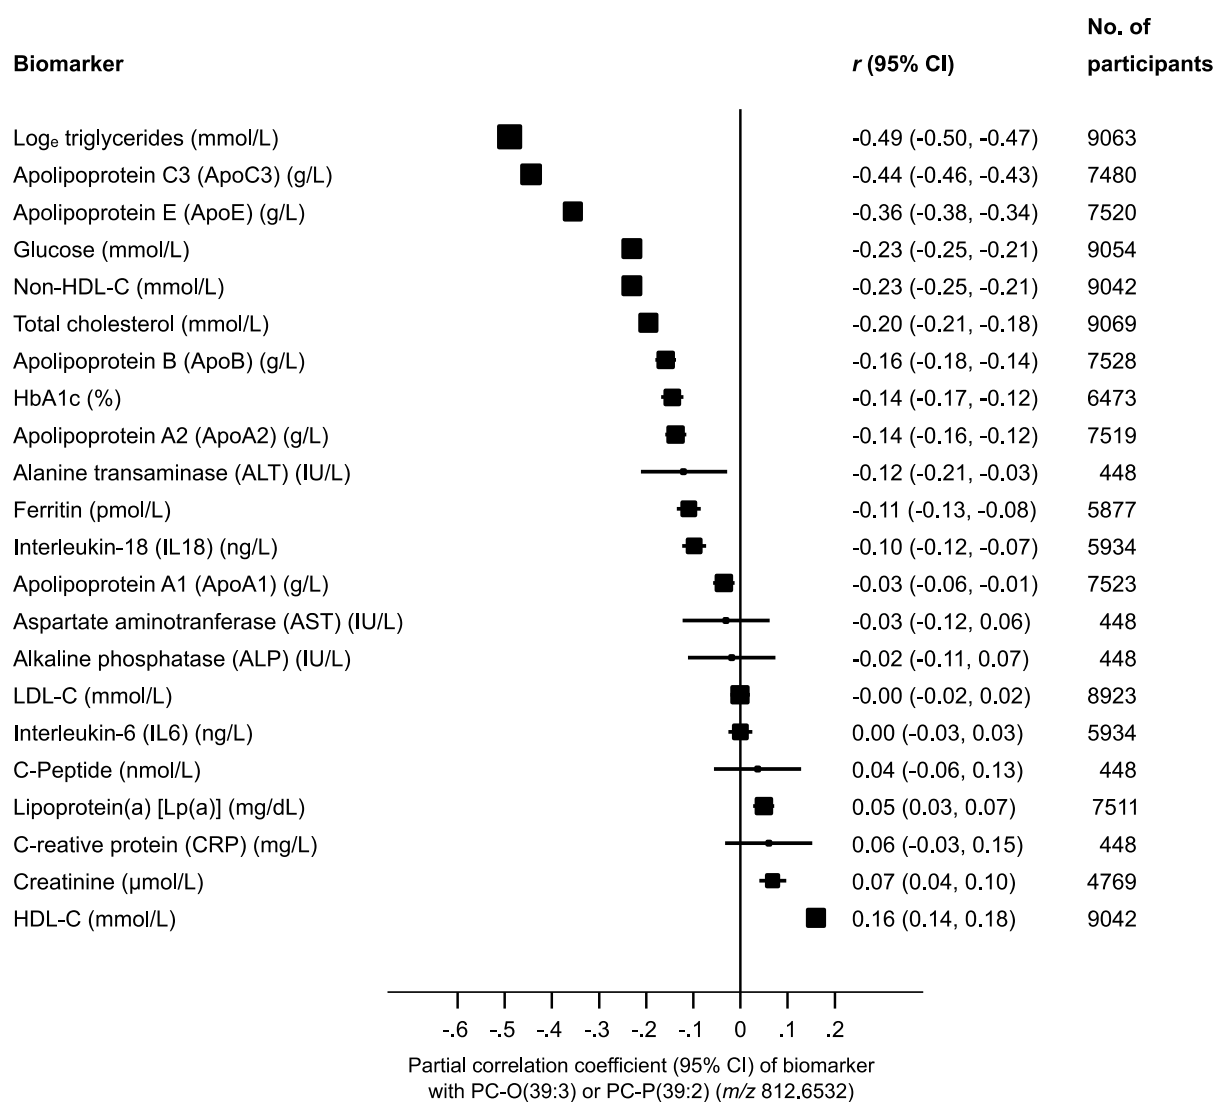 No. of
Biomarker r (95% CI) participants
Logₑ triglycerides (mmol/L) -0.49 (-0.50, -0.47) 9063
Apolipoprotein C3 (ApoC3) (g/L) -0.44 (-0.46, -0.43) 7480
Apolipoprotein E (ApoE) (g/L) -0.36 (-0.38, -0.34) 7520
Glucose (mmol/L) -0.23 (-0.25, -0.21) 9054
Non-HDL-C (mmol/L) -0.23 (-0.25, -0.21) 9042
Total cholesterol (mmol/L) -0.20 (-0.21, -0.18) 9069
Apolipoprotein B (ApoB) (g/L) -0.16 (-0.18, -0.14) 7528
HbA1c (%) -0.14 (-0.17, -0.12) 6473
Apolipoprotein A2 (ApoA2) (g/L) -0.14 (-0.16, -0.12) 7519
Alanine transaminase (ALT) (IU/L) -0.12 (-0.21, -0.03) 448
Ferritin (pmol/L) -0.11 (-0.13, -0.08) 5877
Interleukin-18 (IL18) (ng/L) -0.10 (-0.12, -0.07) 5934
Apolipoprotein A1 (ApoA1) (g/L) -0.03 (-0.06, -0.01) 7523
Aspartate aminotranferase (AST) (IU/L) -0.03 (-0.12, 0.06) 448
Alkaline phosphatase (ALP) (IU/L) -0.02 (-0.11, 0.07) 448
LDL-C (mmol/L) -0.00 (-0.02, 0.02) 8923
Interleukin-6 (IL6) (ng/L) 0.00 (-0.03, 0.03) 5934
C-Peptide (nmol/L) 0.04 (-0.06, 0.13) 448
Lipoprotein(a) [Lp(a)] (mg/dL) 0.05 (0.03, 0.07) 7511
C-reative protein (CRP) (mg/L) 0.06 (-0.03, 0.15) 448
Creatinine (µmol/L) 0.07 (0.04, 0.10) 4769
HDL-C (mmol/L) 0.16 (0.14, 0.18) 9042
-.6 -.5 -.4 -.3 -.2 -.1 0 .1 .2
Partial correlation coefficient (95% CI) of biomarker
with PC-O(39:3) or PC-P(39:2) (m/z 812.6532)